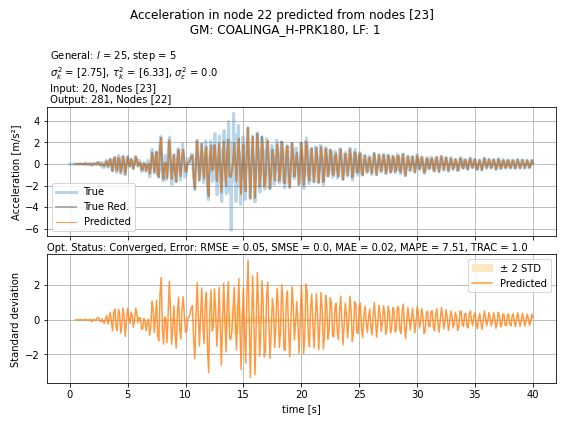 Acceleration in node 22 predicted from nodes [23]
GM: COALINGA_H-PRK180, LF: 1
General: l = 25, step = 5
σ²ₖ = [2.75], τ²ₖ = [6.33], σ²ε = 0.0
Input: 20, Nodes [23]
Output: 281, Nodes [22]
Acceleration [m/s²]
4
2
0
−2
−4
−6
True
True Red.
Predicted
Opt. Status: Converged, Error: RMSE = 0.05, SMSE = 0.0, MAE = 0.02, MAPE = 7.51, TRAC = 1.0
Standard deviation
2
0
−2
± 2 STD
Predicted
0 5 10 15 20 25 30 35 40
time [s]